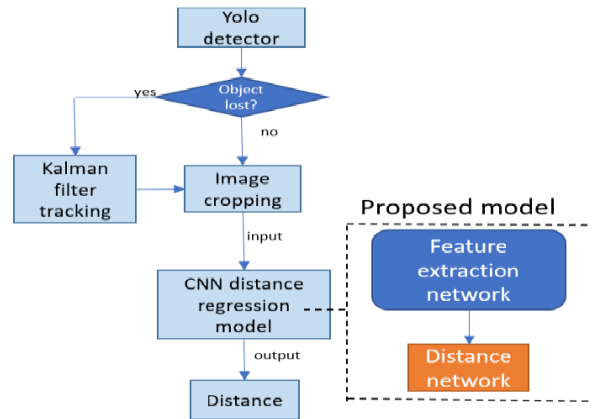 Yolo
detector
Object
lost?
yes
no
Kalman
filter
tracking
Image
cropping
input
CNN distance
regression
model
output
Distance
Proposed model
Feature
extraction
network
Distance
network